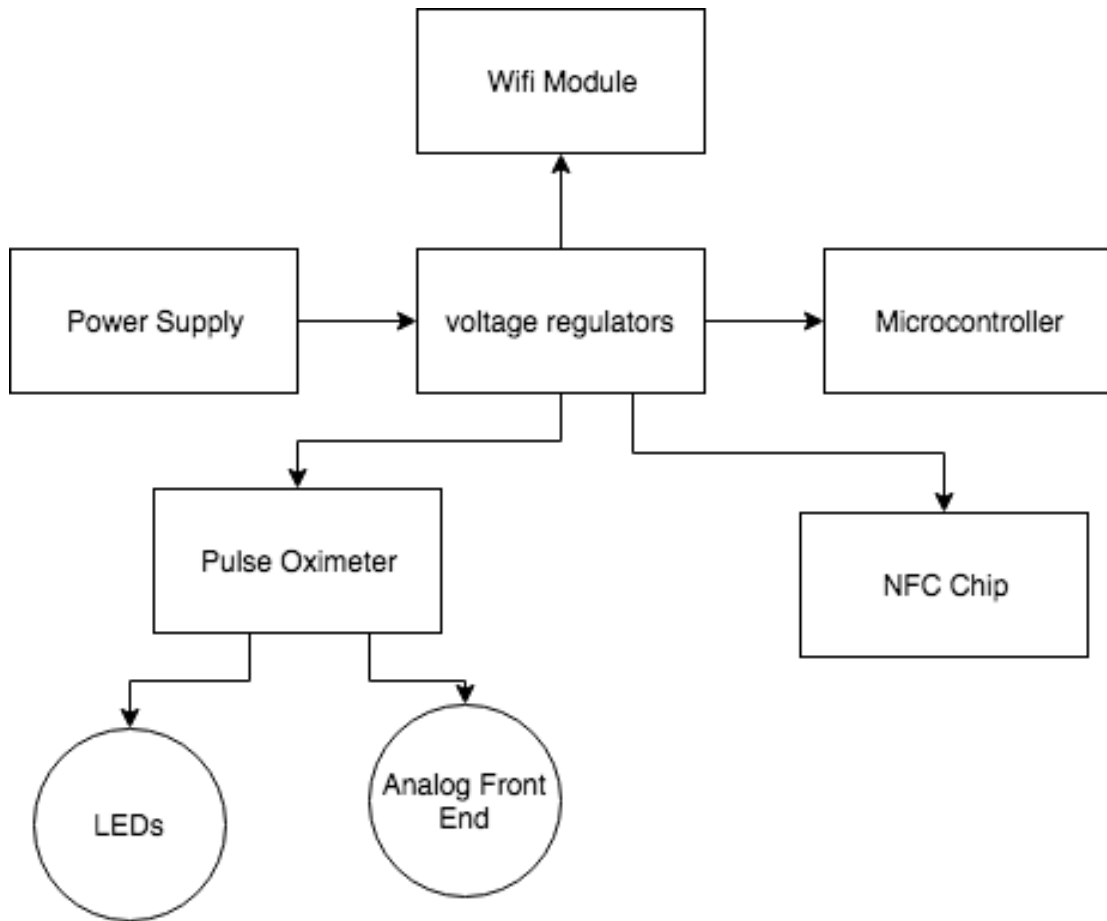 Wifi Module
Power Supply
voltage regulators
Microcontroller
Pulse Oximeter
NFC Chip
LEDs
Analog Front
End